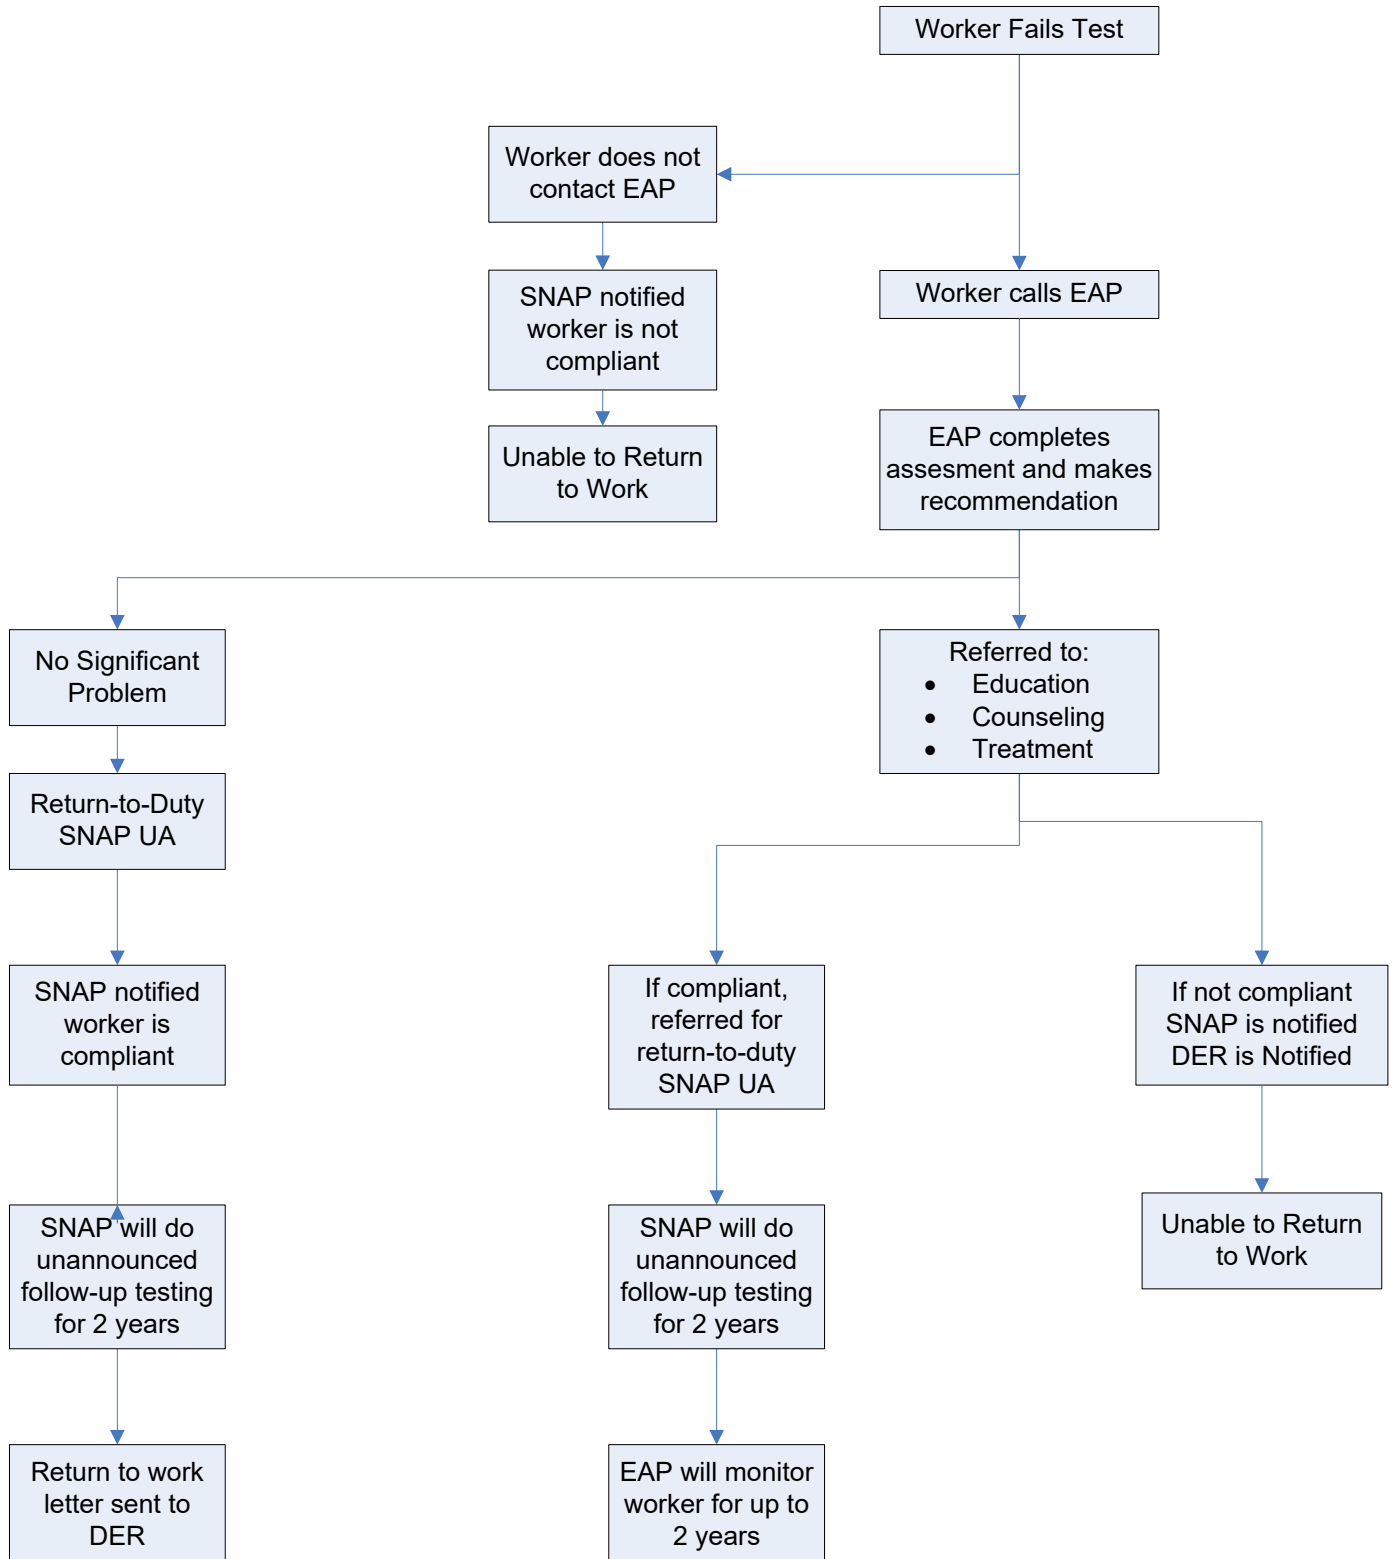 Worker Fails Test
Worker does not
contact EAP
SNAP notified
worker is not
compliant
Unable to Return
to Work
Worker calls EAP
EAP completes
assesment and makes
recommendation
No Significant
Problem
Return-to-Duty
SNAP UA
SNAP notified
worker is
compliant
SNAP will do
unannounced
follow-up testing
for 2 years
Return to work
letter sent to
DER
Referred to:
• Education
• Counseling
• Treatment
If compliant,
referred for
return-to-duty
SNAP UA
SNAP will do
unannounced
follow-up testing
for 2 years
EAP will monitor
worker for up to
2 years
If not compliant
SNAP is notified
DER is Notified
Unable to Return
to Work